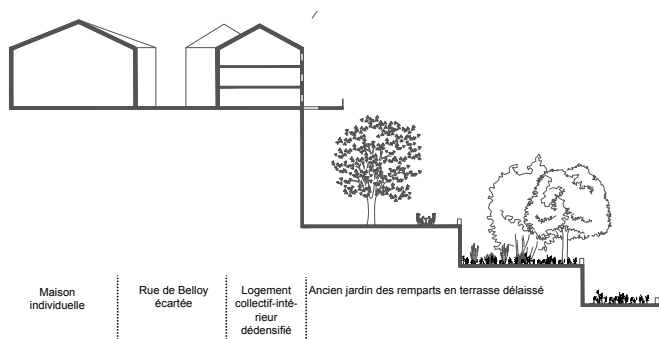 Maison
individuelle
Rue de Belloy
écartée
Logement
collectif-inté-
rieur
dédensifié
Ancien jardin des remparts en terrasse délaissé